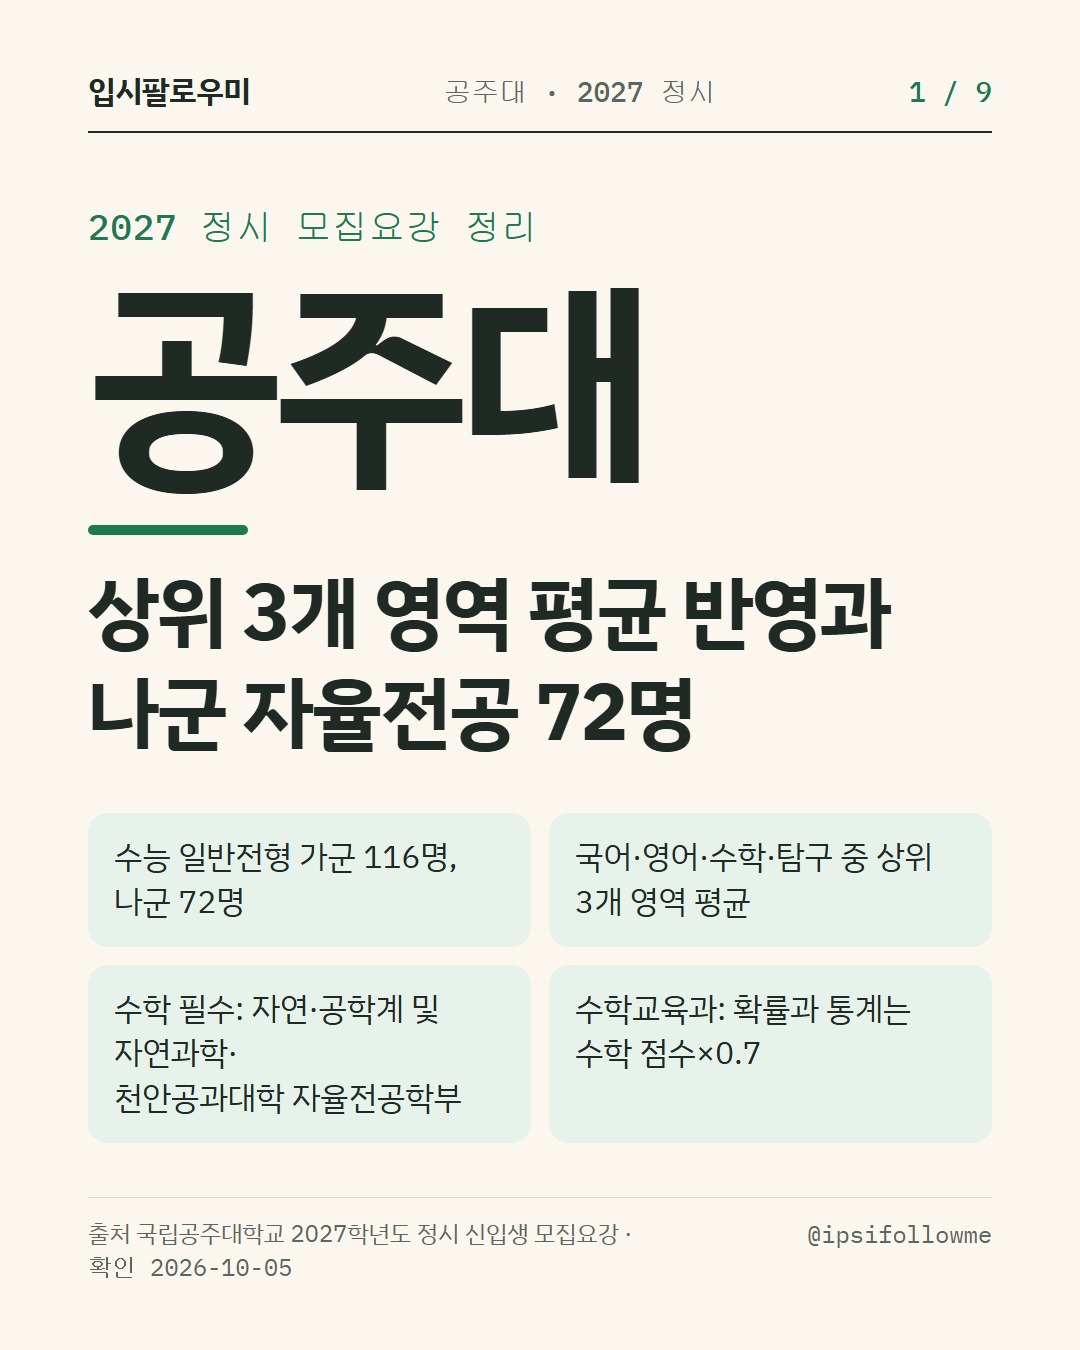 입시팔로우미
공주대 · 2027 정시
1 / 9
2027 정시 모집요강 정리
공주대
상위 3개 영역 평균 반영과
나군 자율전공 72명
수능 일반전형 가군 116명,
나군 72명
국어·영어·수학·탐구 중 상위
3개 영역 평균
수학 필수: 자연·공학계 및
자연과학·
천안공과대학 자율전공학부
수학교육과: 확률과 통계는
수학 점수×0.7
출처 국립공주대학교 2027학년도 정시 신입생 모집요강 ·
확인 2026-10-05
@ipsifollowme